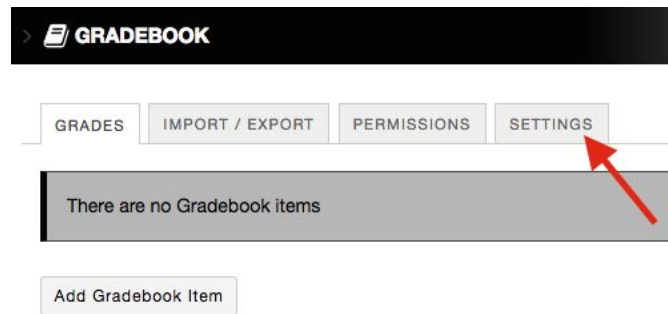 GRADEBOOK
GRADES IMPORT / EXPORT PERMISSIONS SETTINGS
There are no Gradebook items
Add Gradebook Item